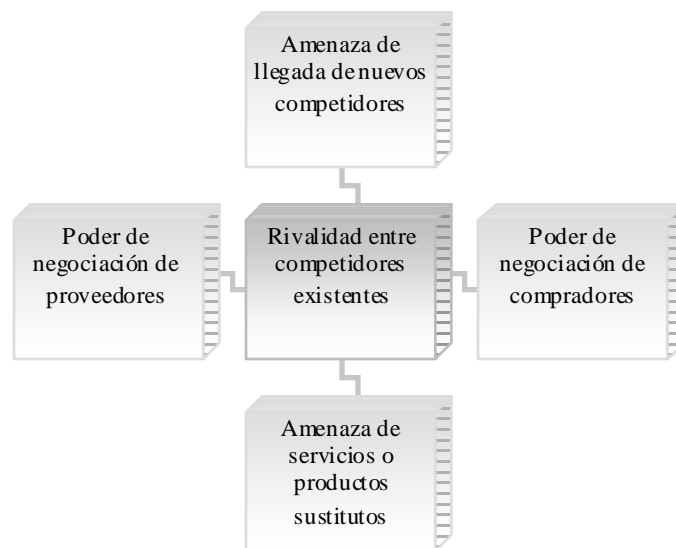 Amenaza de
llegada de nuevos
competidores
Poder de
negociación de
proveedores
Rivalidad entre
competidores
existentes
Poder de
negociación de
compradores
Amenaza de
servicios o
productos
sustitutos